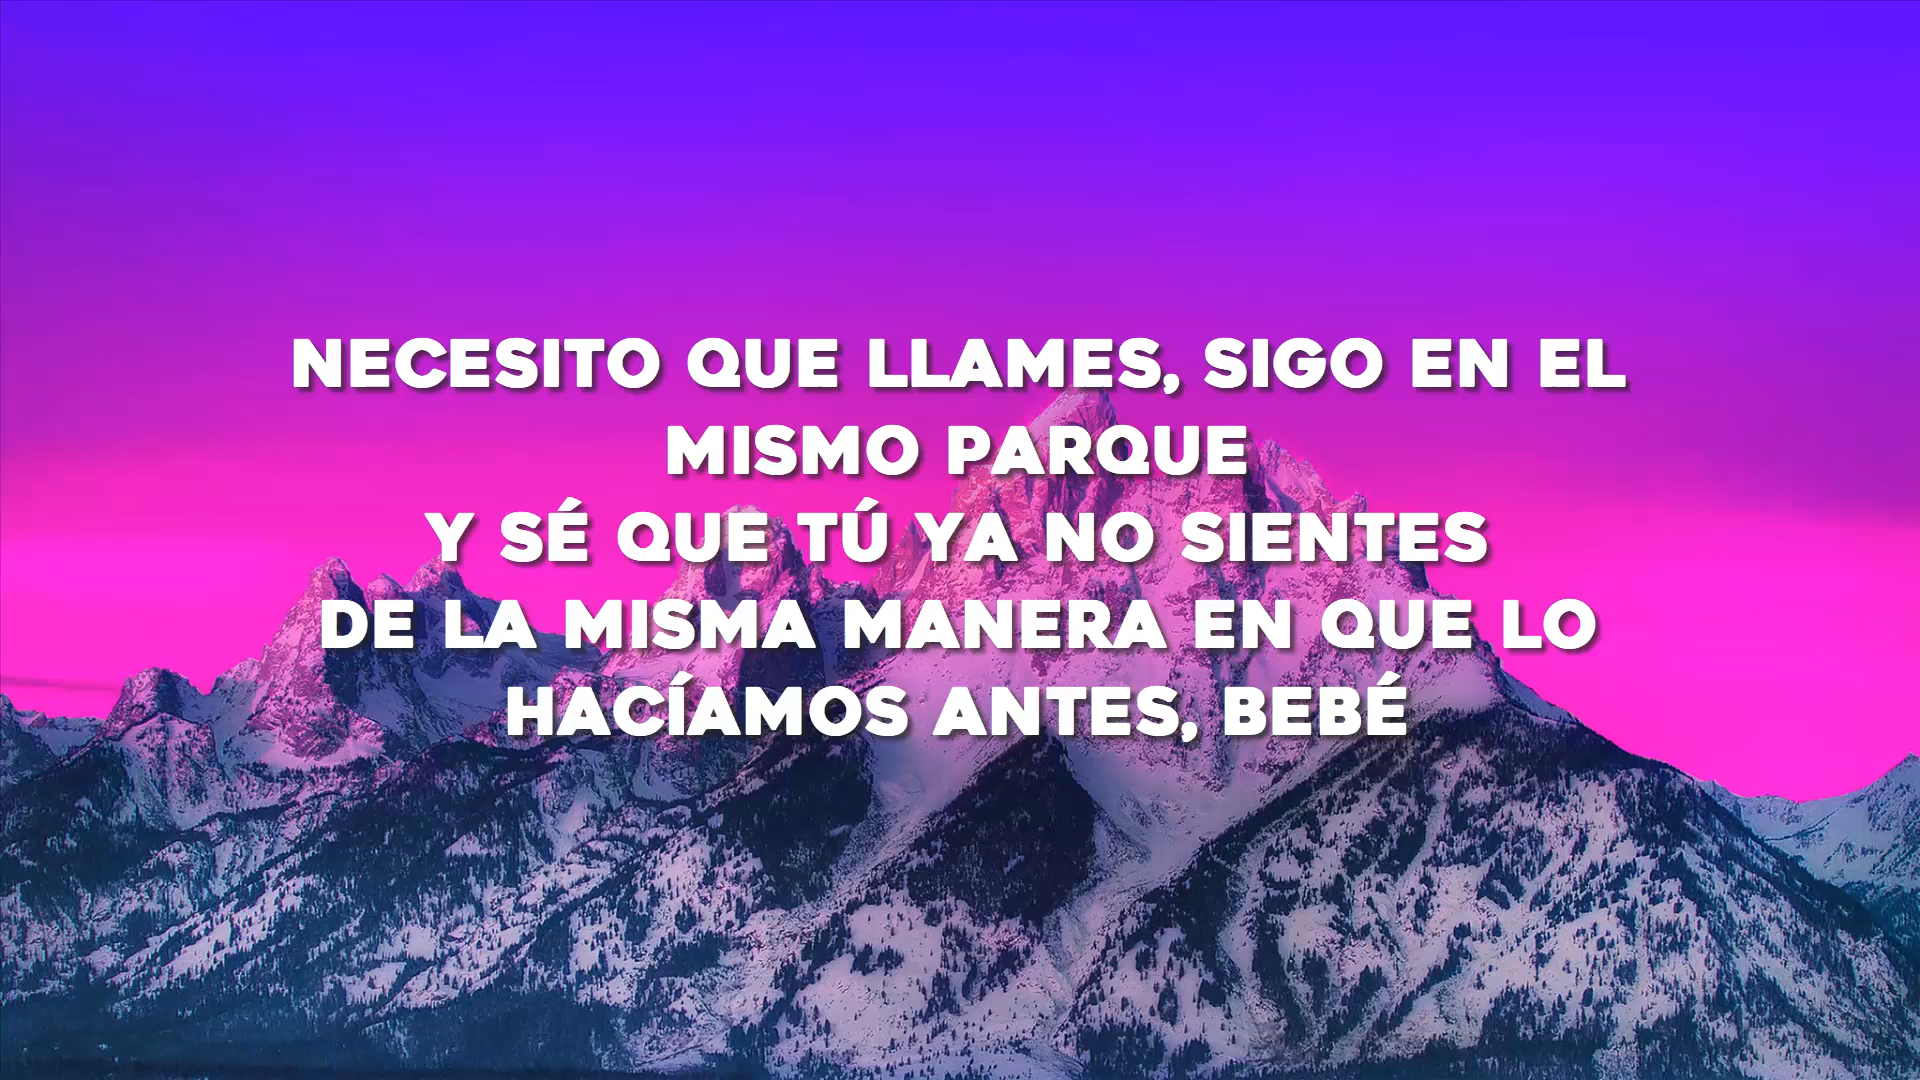 NECESITO QUE LLAMES, SIGO EN EL
MISMO PARQUE
Y SÉ QUE TÚ YA NO SIENTES
DE LA MISMA MANERA EN QUE LO
HACÍAMOS ANTES, BEBÉ